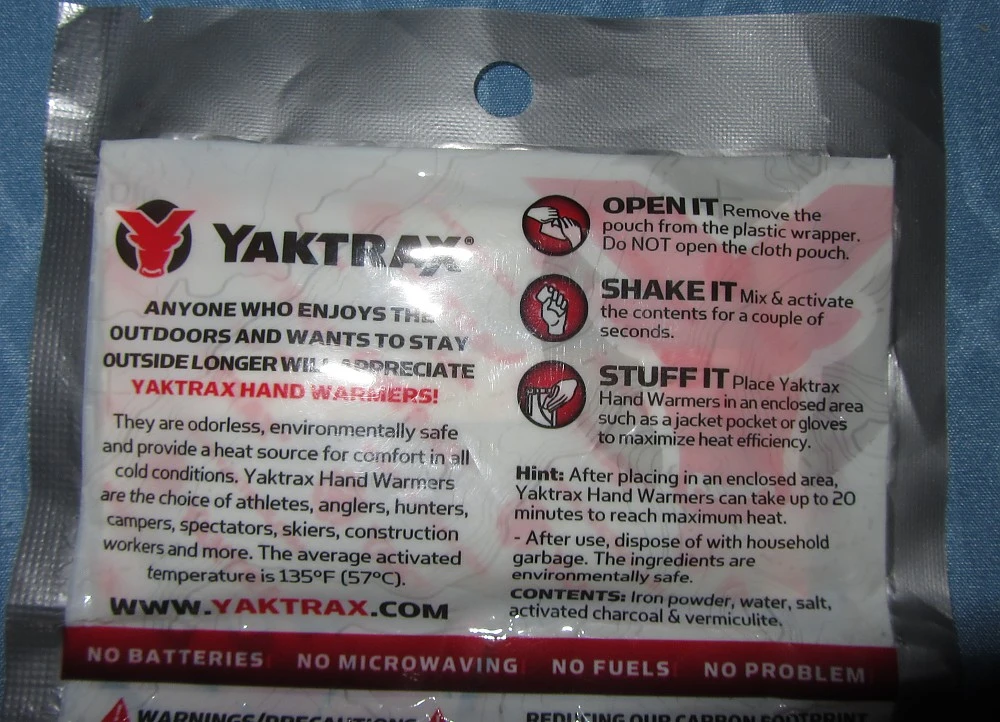 YAKTRAX®
ANYONE WHO ENJOYS THE
OUTDOORS AND WANTS TO STAY
OUTSIDE LONGER WILL APPRECIATE
YAKTRAX HAND WARMERS!
They are odorless, environmentally safe
and provide a heat source for comfort in all
cold conditions. Yaktrax Hand Warmers
are the choice of athletes, anglers, hunters,
campers, spectators, skiers, construction
workers and more. The average activated
temperature is 135°F (57°C).
WWW.YAKTRAX.COM
OPEN IT Remove the
pouch from the plastic wrapper.
Do NOT open the cloth pouch.
SHAKE IT Mix & activate
the contents for a couple of
seconds.
STUFF IT Place Yaktrax
Hand Warmers in an enclosed area
such as a jacket pocket or gloves
to maximize heat efficiency.
Hint: After placing in an enclosed area,
Yaktrax Hand Warmers can take up to 20
minutes to reach maximum heat.
- After use, dispose of with household
garbage. The ingredients are
environmentally safe.
CONTENTS: Iron powder, water, salt,
activated charcoal & vermiculite.
NO BATTERIES NO MICROWAVING NO FUELS NO PROBLEM
WARNINGS/PRECAUTIONS
REDUCING OUR CARBON FOOTPRINT